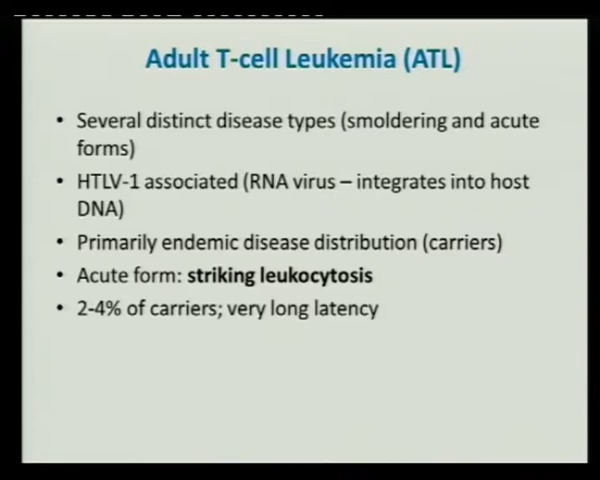 Adult T-cell Leukemia (ATL)
• Several distinct disease types (smoldering and acute
forms)
• HTLV-1 associated (RNA virus – integrates into host
DNA)
• Primarily endemic disease distribution (carriers)
• Acute form: striking leukocytosis
• 2-4% of carriers; very long latency